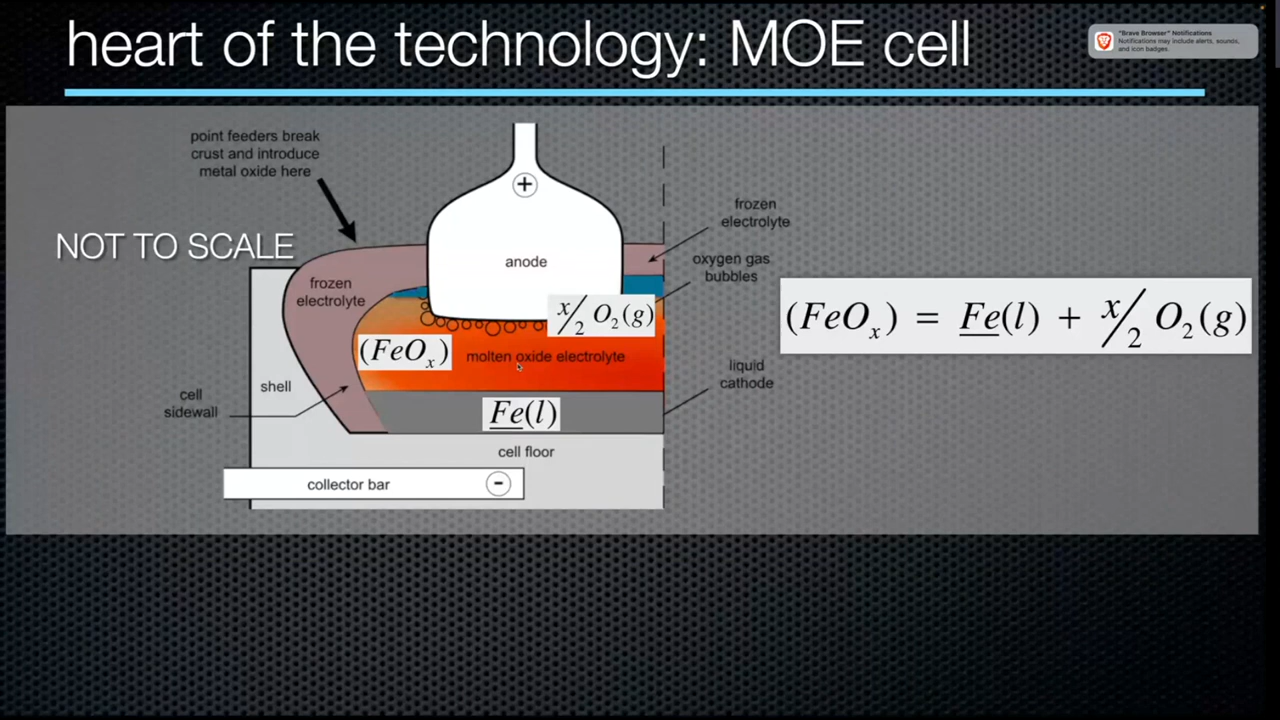 heart of the technology: MOE cell
"Brave Browser" Notifications
Notifications may include alerts, sounds,
and icon badges.
point feeders break
crust and introduce
metal oxide here
NOT TO SCALE
+
frozen
electrolyte
anode
oxygen gas
bubbles
frozen
electrolyte
x/2 O₂(g)
(FeOₓ) = Fe(l) + x/2 O₂(g)
(FeOₓ)
molten oxide electrolyte
liquid
cathode
shell
cell
sidewall
Fe(l)
cell floor
collector bar
-